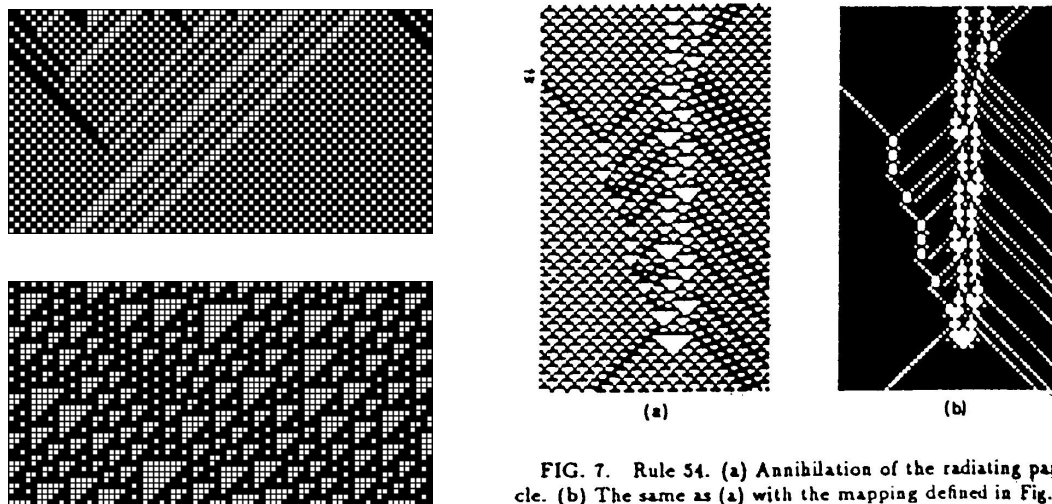 (a)
(b)
FIG. 7. Rule 54. (a) Annihilation of the radiating par
cle. (b) The same as (a) with the mapping defined in Fig.